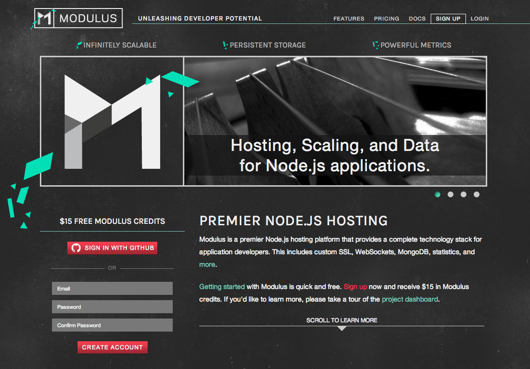 MODULUS
UNLEASHING DEVELOPER POTENTIAL
FEATURES PRICING DOCS SIGN UP LOGIN
INFINITELY SCALABLE
PERSISTENT STORAGE
POWERFUL METRICS
Hosting, Scaling, and Data
for Node.js applications.
$15 FREE MODULUS CREDITS
SIGN IN WITH GITHUB
OR
Email
Password
Confirm Password
CREATE ACCOUNT
PREMIER NODE.JS HOSTING
Modulus is a premier Node.js hosting platform that provides a complete technology stack for
application developers. This includes custom SSL, WebSockets, MongoDB, statistics, and
more.
Getting started with Modulus is quick and free. Sign up now and receive $15 in Modulus
credits. If you'd like to learn more, please take a tour of the project dashboard.
SCROLL TO LEARN MORE